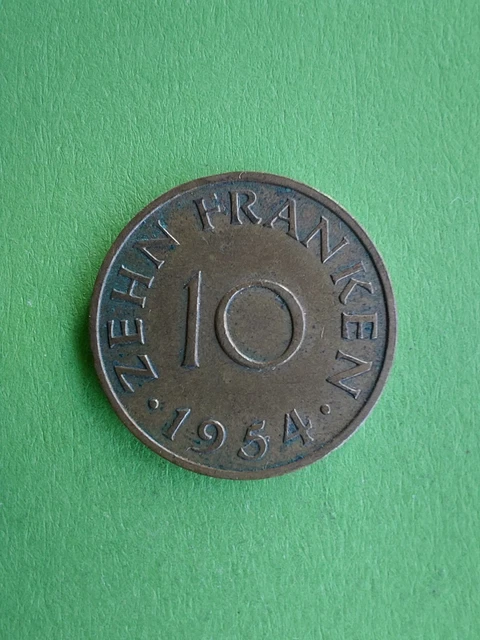 ZEHN FRANKEN
10
· 1954 ·